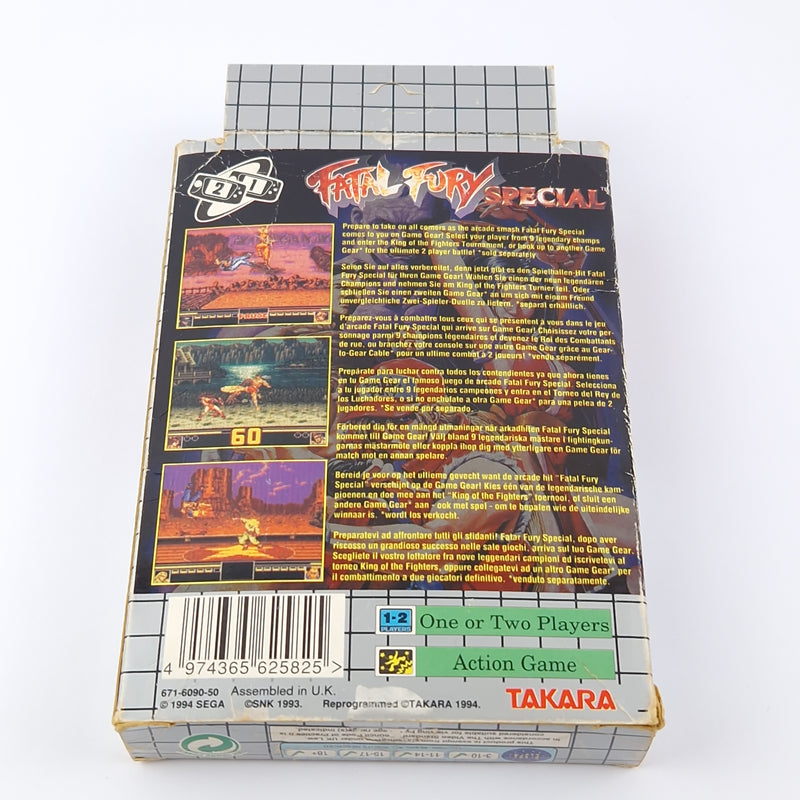 2 1
FATAL FURY SPECIAL
Prepare to take on all comers as the arcade smash Fatal Fury Special
comes to you on Game Gear! Select your player from 9 legendary champs
and enter the King of the Fighters Tournament, or hook up to another Game
Gear* for the ultimate 2 player battle! *sold separately
Seien Sie auf alles vorbereitet, denn jetzt gibt es den Spielhallen-Hit Fatal
Fury Special für Ihren Game Gear! Wählen Sie einen der neun legendären
Champions und nehmen Sie am King of the Fighters Turnier teil. Oder
schließen Sie einen zweiten Game Gear* an um sich mit einem Freund
unvergleichliche Zwei-Spieler-Duelle zu liefern. *separat erhältlich.
Préparez-vous à combattre tous ceux qui se présentent à vous dans le jeu
d'arcade Fatal Fury Special qui arrive sur Game Gear! Choisissez votre per-
sonnage parmi 9 champions légendaires et devenez le Roi des Combattants
de rue, ou branchez votre console sur une autre Game Gear grâce au Gear-
to-Gear Cable* pour un ultime combat à 2 joueurs! *vendu séparément.
Prepárate para luchar contra todos los contendientes ya que ahora tienes
en tu Game Gear el famoso juego de arcade Fatal Fury Special. Selecciona
a tu jugador entre 9 legendarios campeones y entra en el Torneo del Rey de
los Luchadores, o si no enchufate a otra Game Gear* para una pelea de 2
jugadores. *Se vende por separado.
Förbered dig för en mängd utmaningar när arkadhiten Fatal Fury Special
kommer till Game Gear! Välj bland 9 legendariska mästare i fightingkun-
garnas mästarmöte eller koppla ihop dig med ytterligare en Game Gear för
match mot en annan spelare.
Bereid je voor op het ultieme gevecht want de arcade hit "Fatal Fury
Special" verschijnt op de Game Gear! Kies één van de legendarische kam-
pioenen en doe mee aan het "King of the Fighters" toernooi, of sluit een
andere Game Gear* aan - ook met spel - om te bepalen wie de uiteindelijke
winnaar is. *wordt los verkocht.
Preparatevi ad affrontare tutti gli sfidanti! Fatar Fury Special, dopo aver
riscosso un grandioso successo nelle sale giochi, arriva sul tuo Game Gear.
Scegliete il vostro lottatore fra nove leggendari campioni ed iscrivetevi al
torneo King of the Fighters, oppure collegatevi ad un altro Game Gear* per
il combattimento a due giocatori definitivo. *venduto separatamente.
60
4 974365 625825 >
1-2 PLAYERS One or Two Players
Action Game
671-6090-50 Assembled in U.K.
© 1994 SEGA ©SNK 1993. Reprogrammed ©TAKARA 1994.
TAKARA
3-10 11-14 15-17 18+